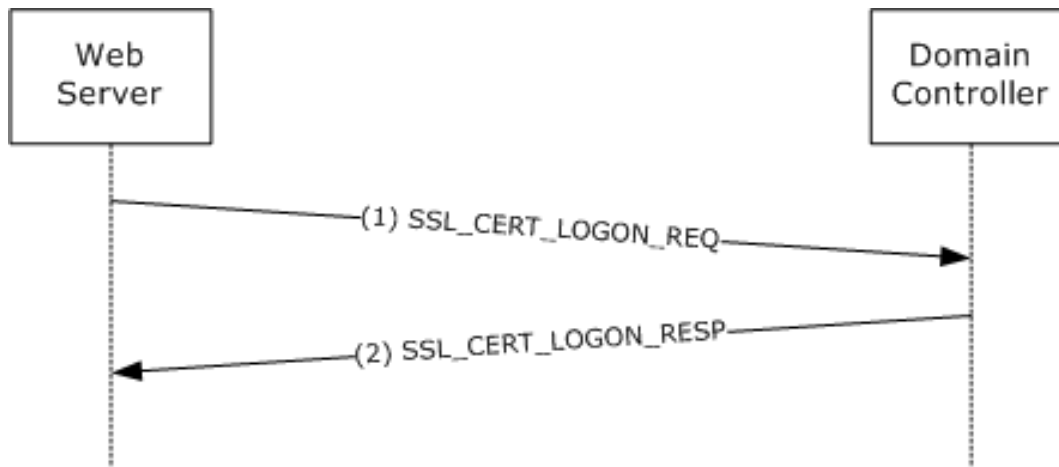 Web
Server
Domain
Controller
(1) SSL_CERT_LOGON_REQ
(2) SSL_CERT_LOGON_RESP